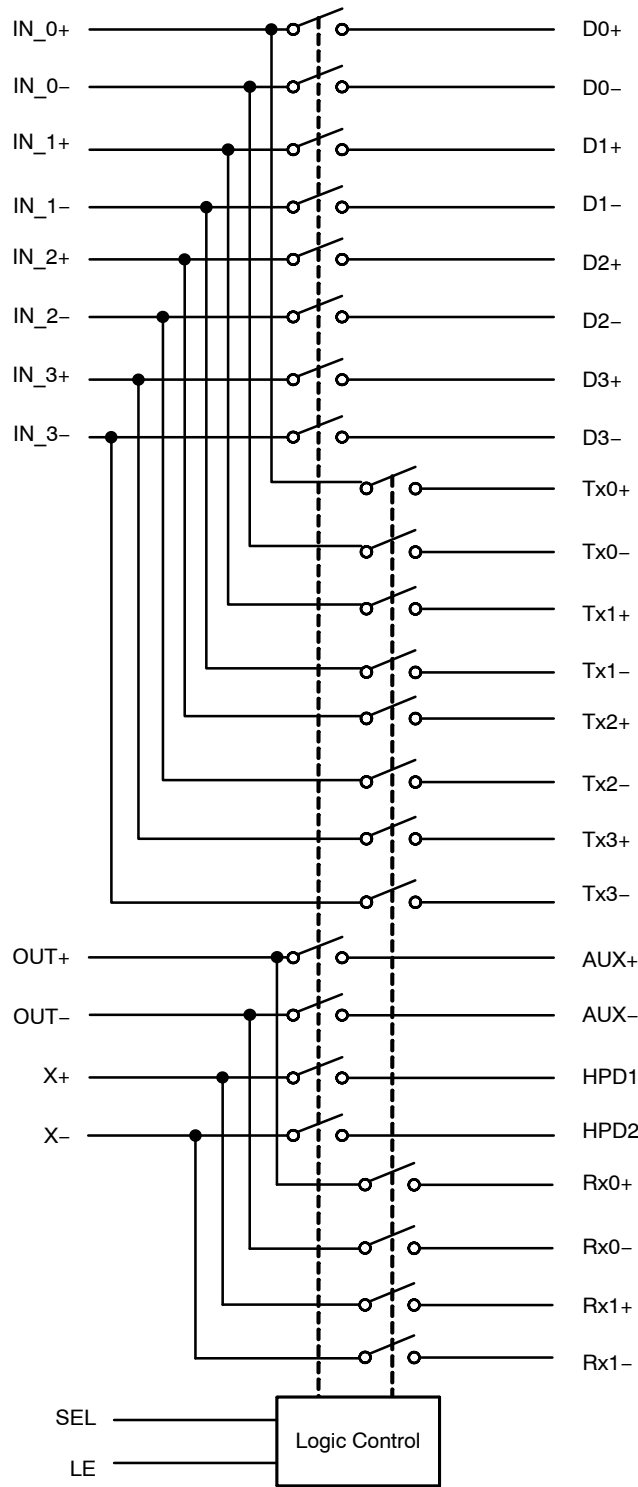 IN_0+ D0+
IN_0− D0−
IN_1+ D1+
IN_1− D1−
IN_2+ D2+
IN_2− D2−
IN_3+ D3+
IN_3− D3−
Tx0+
Tx0−
Tx1+
Tx1−
Tx2+
Tx2−
Tx3+
Tx3−
OUT+ AUX+
OUT− AUX−
X+ HPD1
X− HPD2
Rx0+
Rx0−
Rx1+
Rx1−
SEL
Logic Control
LE